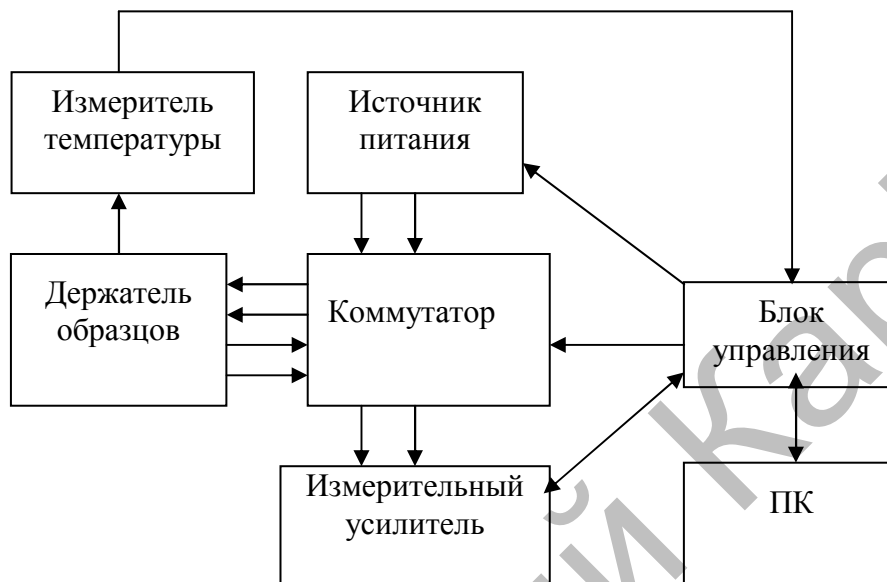 Измеритель
температуры
Источник
питания
Держатель
образцов
Коммутатор
Блок
управления
Измерительный
усилитель
ПК